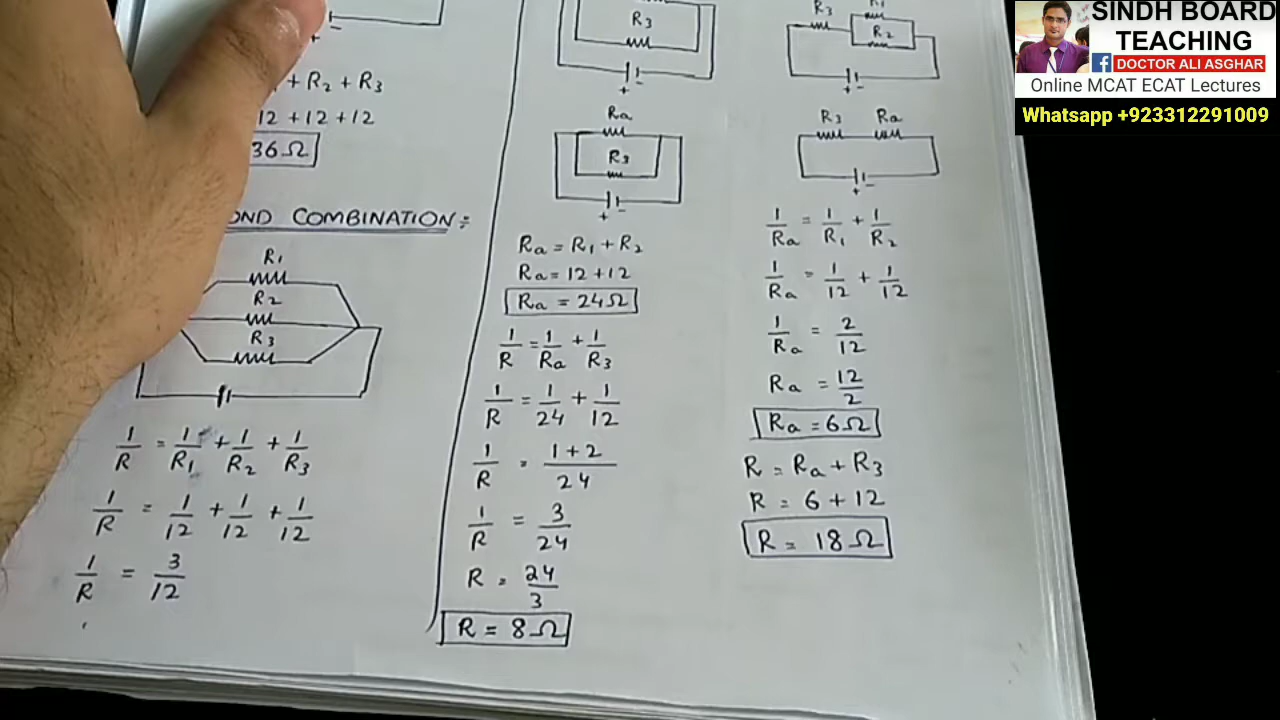 + R2 + R3
12 + 12 + 12
36Ω
OND COMBINATION:-
R1
R2
R3
1/R = 1/R1 + 1/R2 + 1/R3
1/R = 1/12 + 1/12 + 1/12
1/R = 3/12
R3
+ -
Ra
R3
+ -
Ra = R1 + R2
Ra = 12 + 12
Ra = 24Ω
1/R = 1/Ra + 1/R3
1/R = 1/24 + 1/12
1/R = 1+2/24
1/R = 3/24
R = 24/3
R = 8Ω
R3 R1
R2
+ -
R3 Ra
+ -
1/Ra = 1/R1 + 1/R2
1/Ra = 1/12 + 1/12
1/Ra = 2/12
Ra = 12/2
Ra = 6Ω
R = Ra + R3
R = 6 + 12
R = 18Ω
SINDH BOARD
TEACHING
f DOCTOR ALI ASGHAR
Online MCAT ECAT Lectures
Whatsapp +923312291009